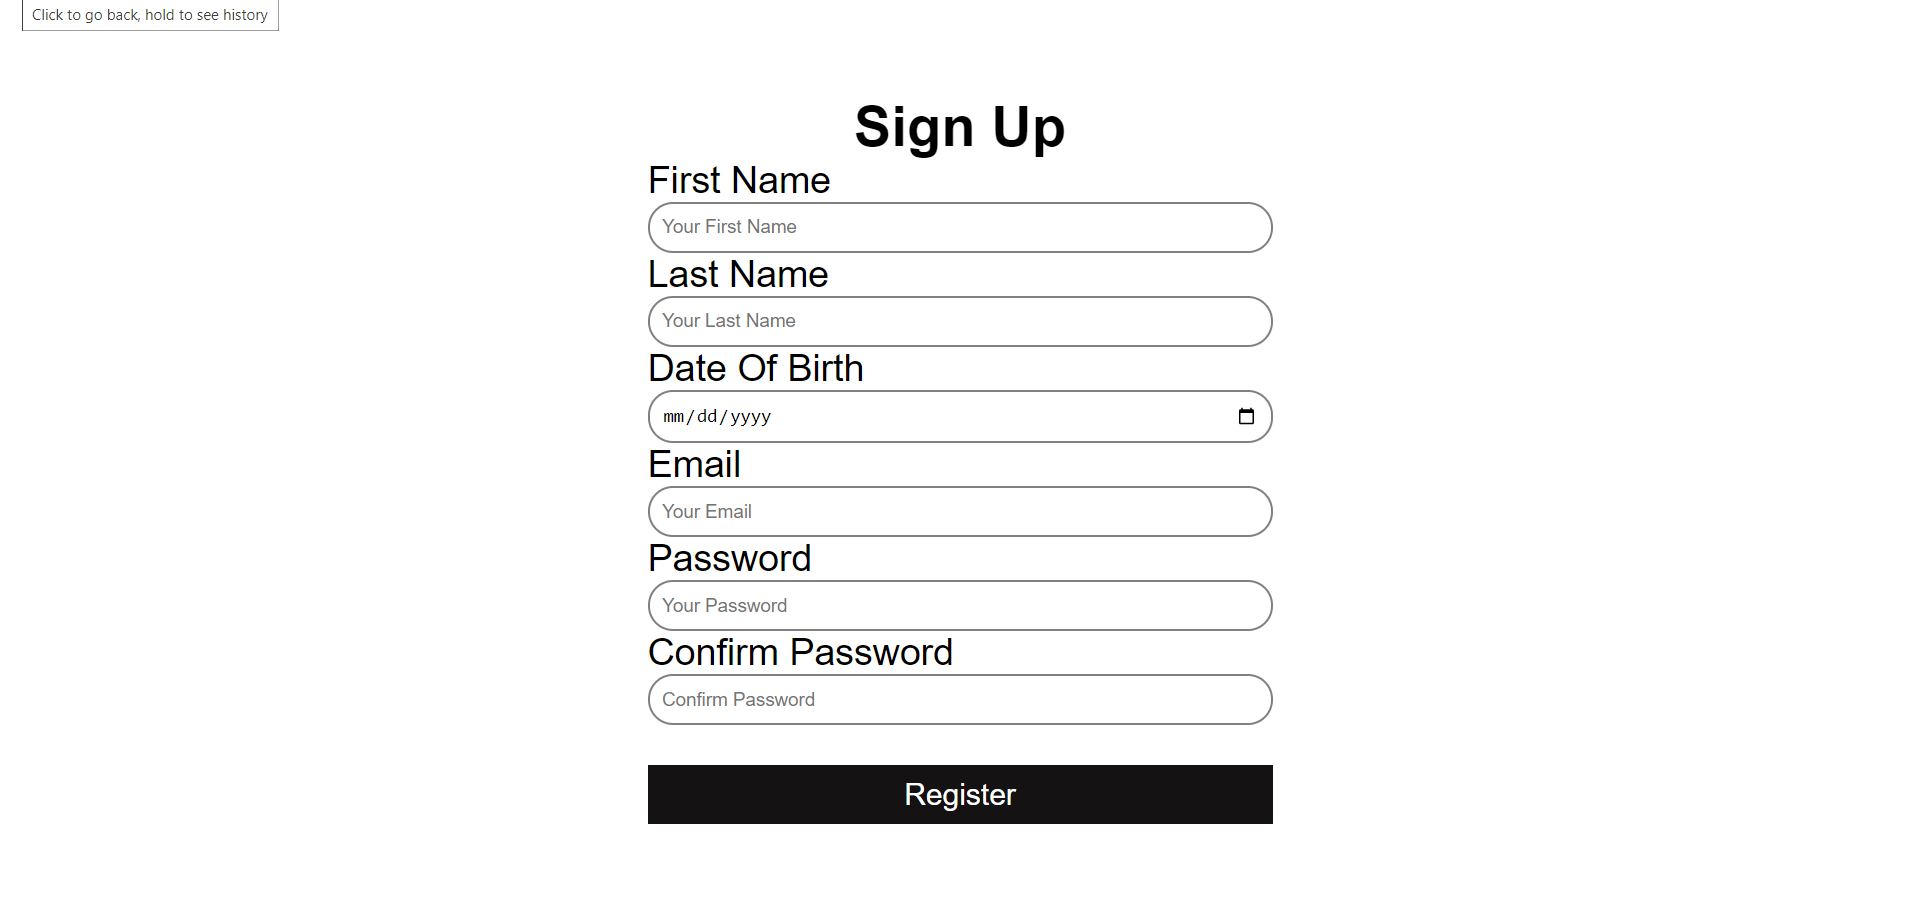 Click to go back, hold to see history
Sign Up
First Name
Your First Name
Last Name
Your Last Name
Date Of Birth
mm/dd/yyyy
Email
Your Email
Password
Your Password
Confirm Password
Confirm Password
Register